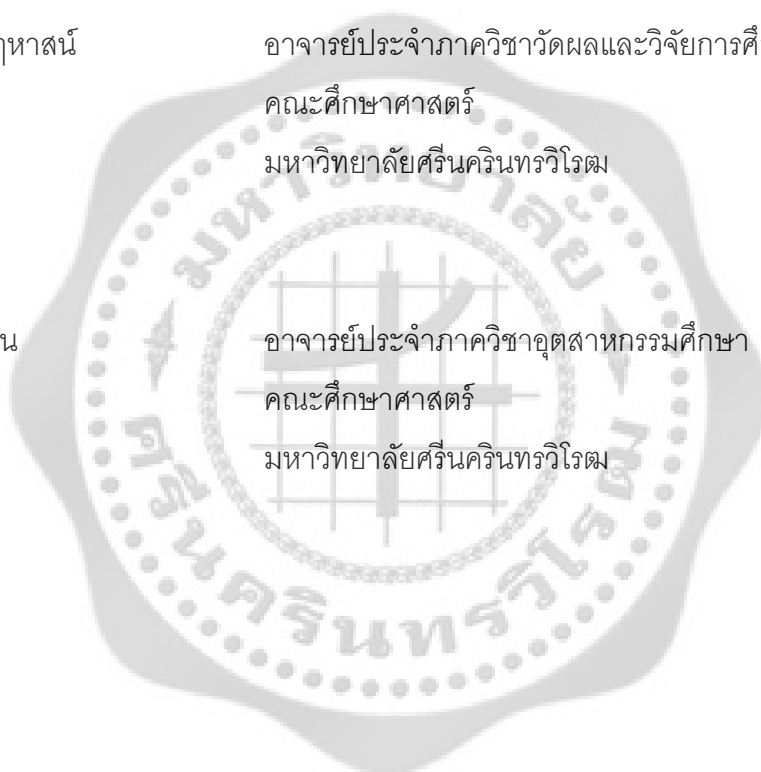 อาจารย์ประจำภาควิชาวัดผลและวิจัยการศึ
คณะศึกษาศาสตร์
มหาวิทยาลัยศรีนครินทรวิโรฒ
อาจารย์ประจำภาควิชาอุตสาหกรรมศึกษา
คณะศึกษาศาสตร์
มหาวิทยาลัยศรีนครินทรวิโรฒ
มหาวิทยาลัย
ศรีนครินทรวิโรฒ